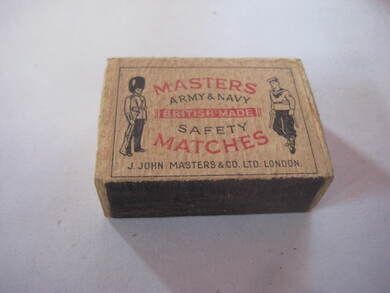 MASTERS
ARMY & NAVY
BRITISH MADE
SAFETY
MATCHES
J. JOHN MASTERS & CO. LTD. LONDON.